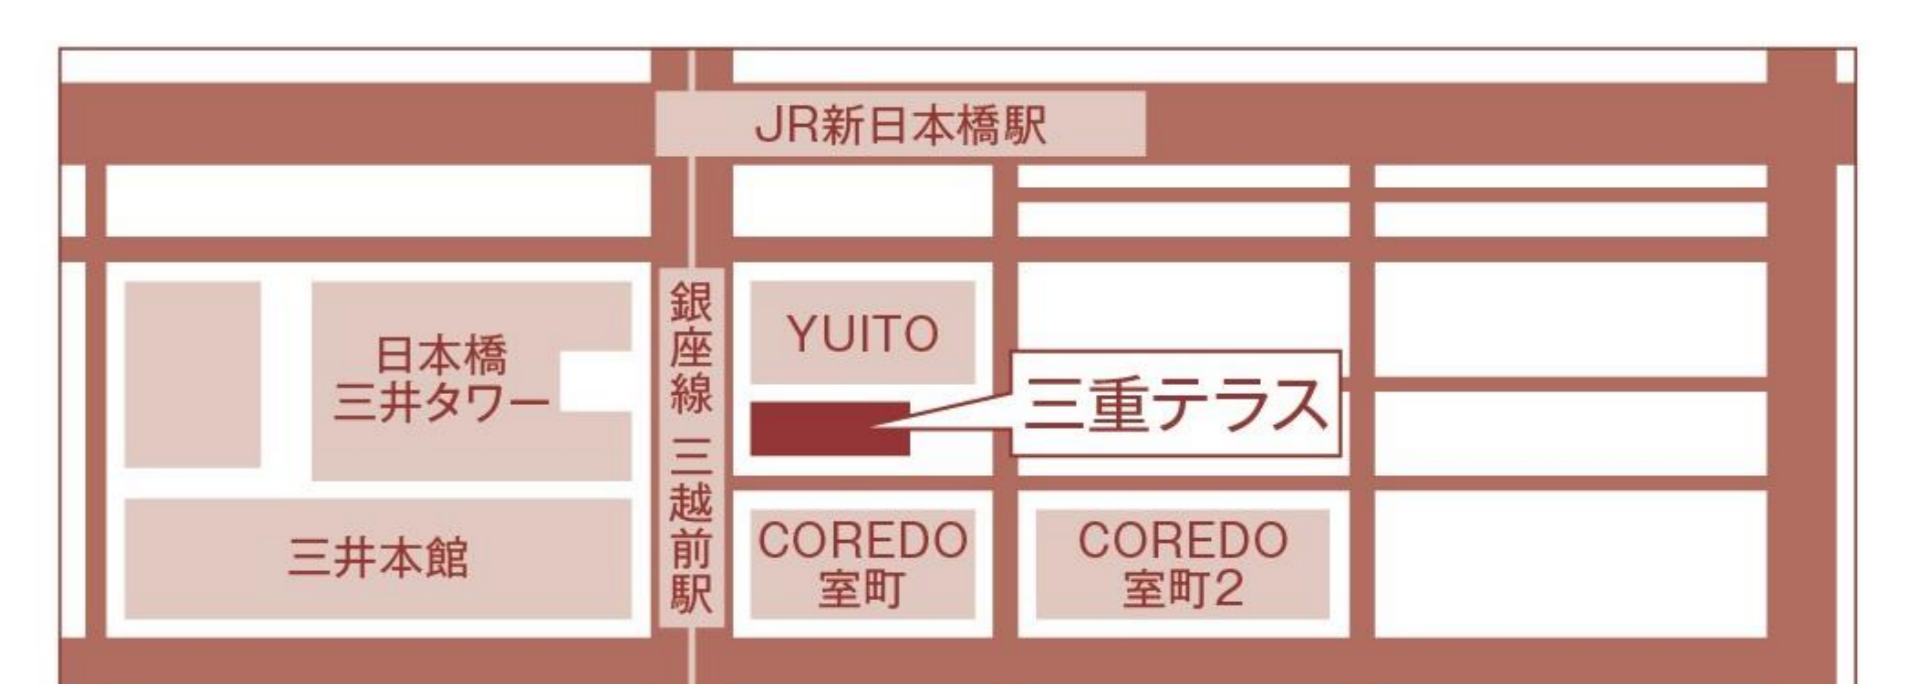 JR新日本橋駅
日本橋
三井タワー
銀座線 三越前駅
YUITO
三重テラス
三井本館
COREDO
室町
COREDO
室町2